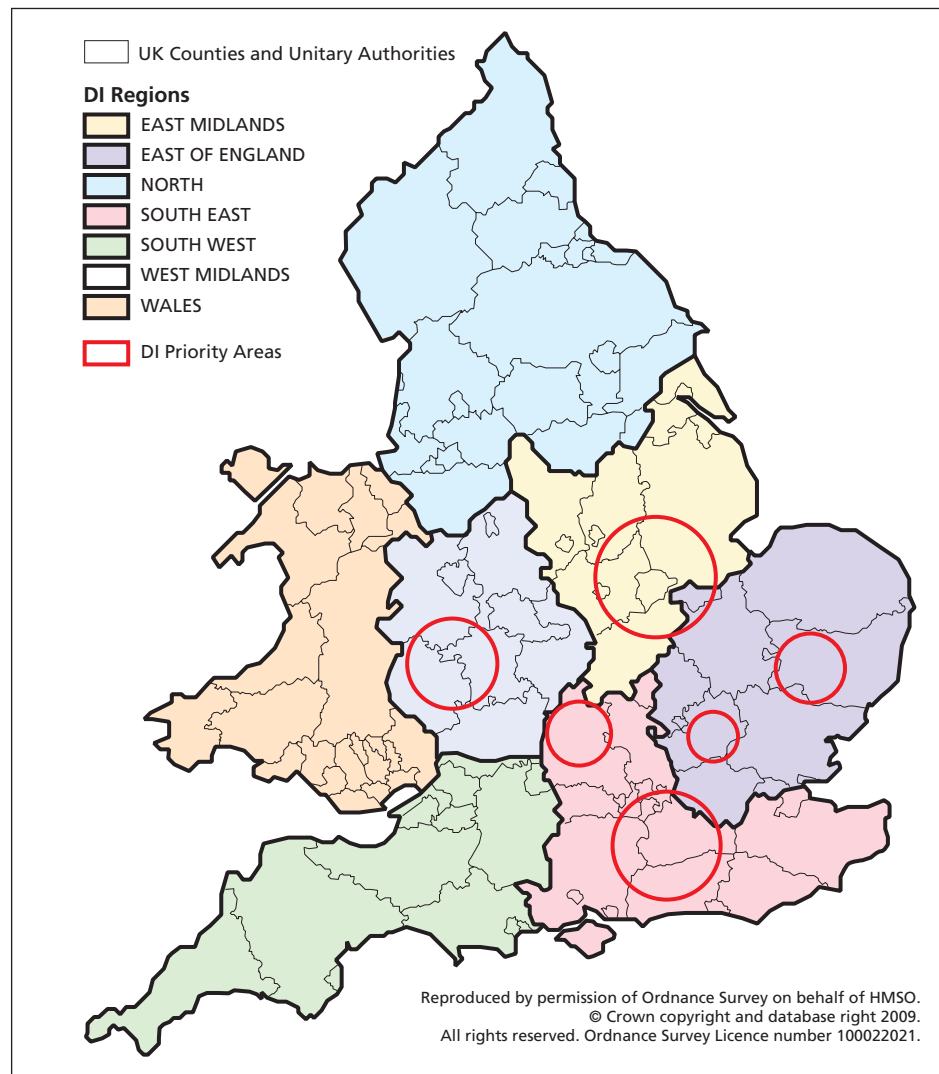 UK Counties and Unitary Authorities
DI Regions
EAST MIDLANDS
EAST OF ENGLAND
NORTH
SOUTH EAST
SOUTH WEST
WEST MIDLANDS
WALES
DI Priority Areas
Reproduced by permission of Ordnance Survey on behalf of HMSO.
© Crown copyright and database right 2009.
All rights reserved. Ordnance Survey Licence number 100022021.